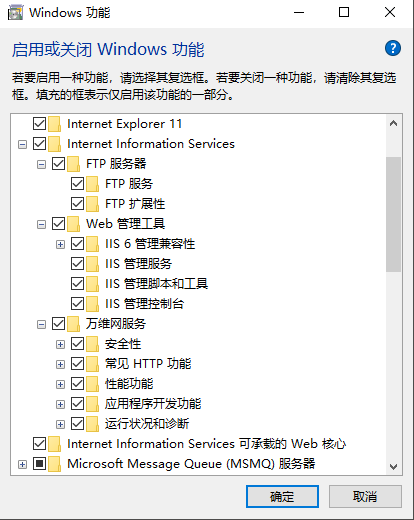 Windows 功能
启用或关闭 Windows 功能
若要启用一种功能，请选择其复选框。若要关闭一种功能，请清除其复选
框。填充的框表示仅启用该功能的一部分。
Internet Explorer 11
Internet Information Services
FTP 服务器
FTP 服务
FTP 扩展性
Web 管理工具
IIS 6 管理兼容性
IIS 管理服务
IIS 管理脚本和工具
IIS 管理控制台
万维网服务
安全性
常见 HTTP 功能
性能功能
应用程序开发功能
运行状况和诊断
Internet Information Services 可承载的 Web 核心
Microsoft Message Queue (MSMQ) 服务器
确定
取消